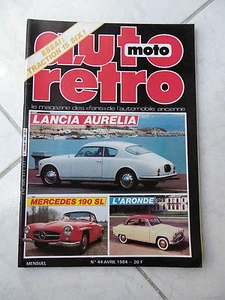 ESSAI
TRACTION 15 SIX !
auto
moto
rétro
le magazine des «fans» de l'automobile ancienne
LANCIA AURELIA
MERCEDES 190 SL
L'ARONDE
MENSUEL
N° 44 AVRIL 1984 - 20 F